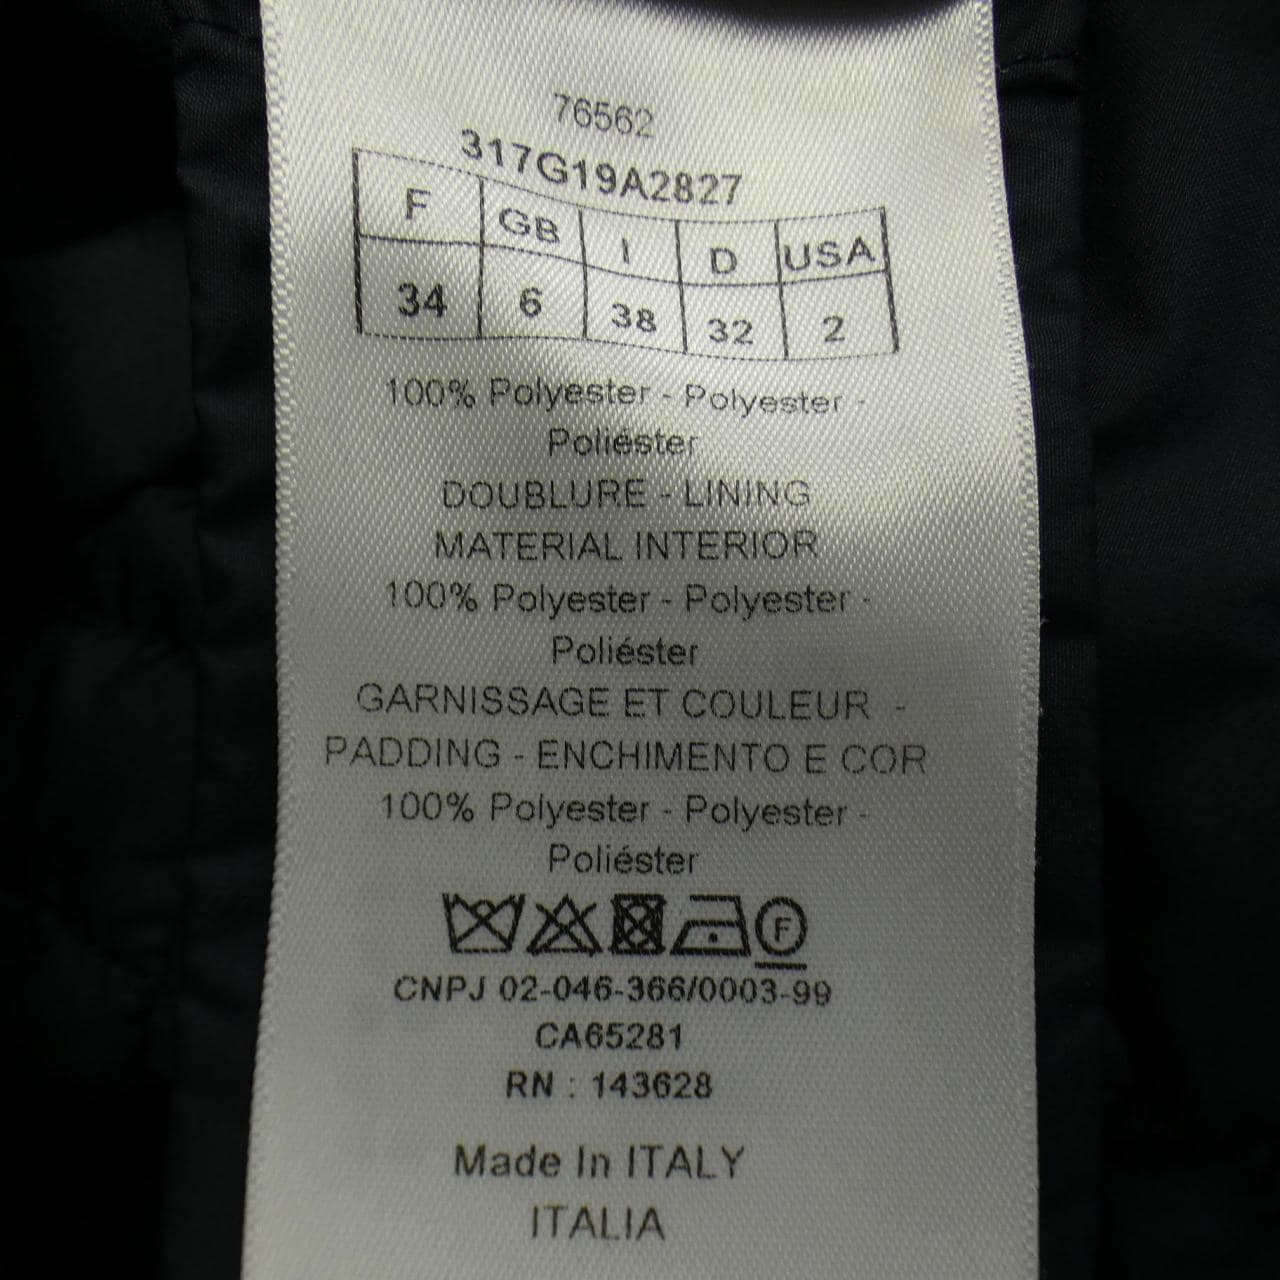 76562
317G19A2827
F GB I D USA
34 6 38 32 2
100% Polyester - Polyester -
Poliéster
DOUBLURE - LINING
MATERIAL INTERIOR
100% Polyester - Polyester -
Poliéster
GARNISSAGE ET COULEUR -
PADDING - ENCHIMENTO E COR
100% Polyester - Polyester -
Poliéster
F
CNPJ 02-046-366/0003-99
CA65281
RN : 143628
Made In ITALY
ITALIA